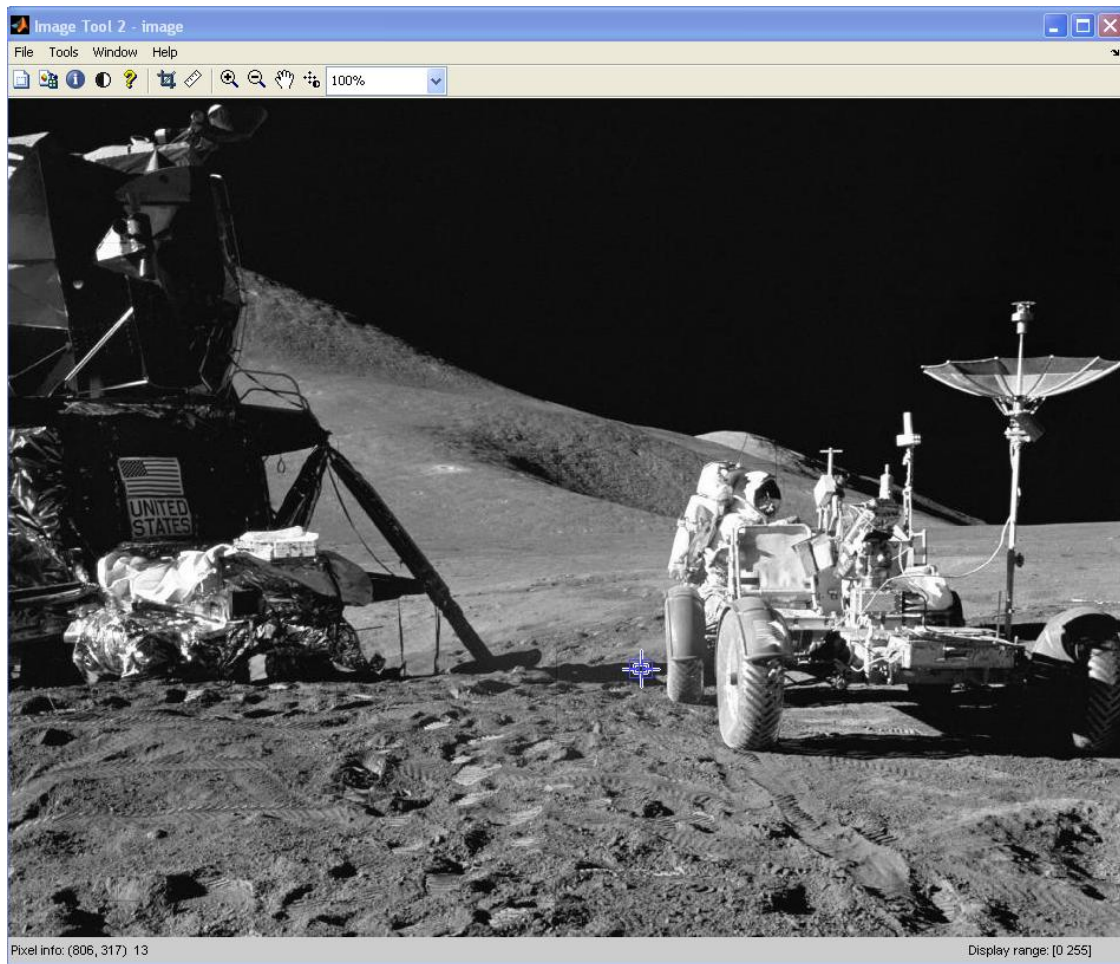 Image Tool 2 - image
File Tools Window Help
100%
UNITED
STATES
Pixel info: (806, 317) 13
Display range: [0 255]